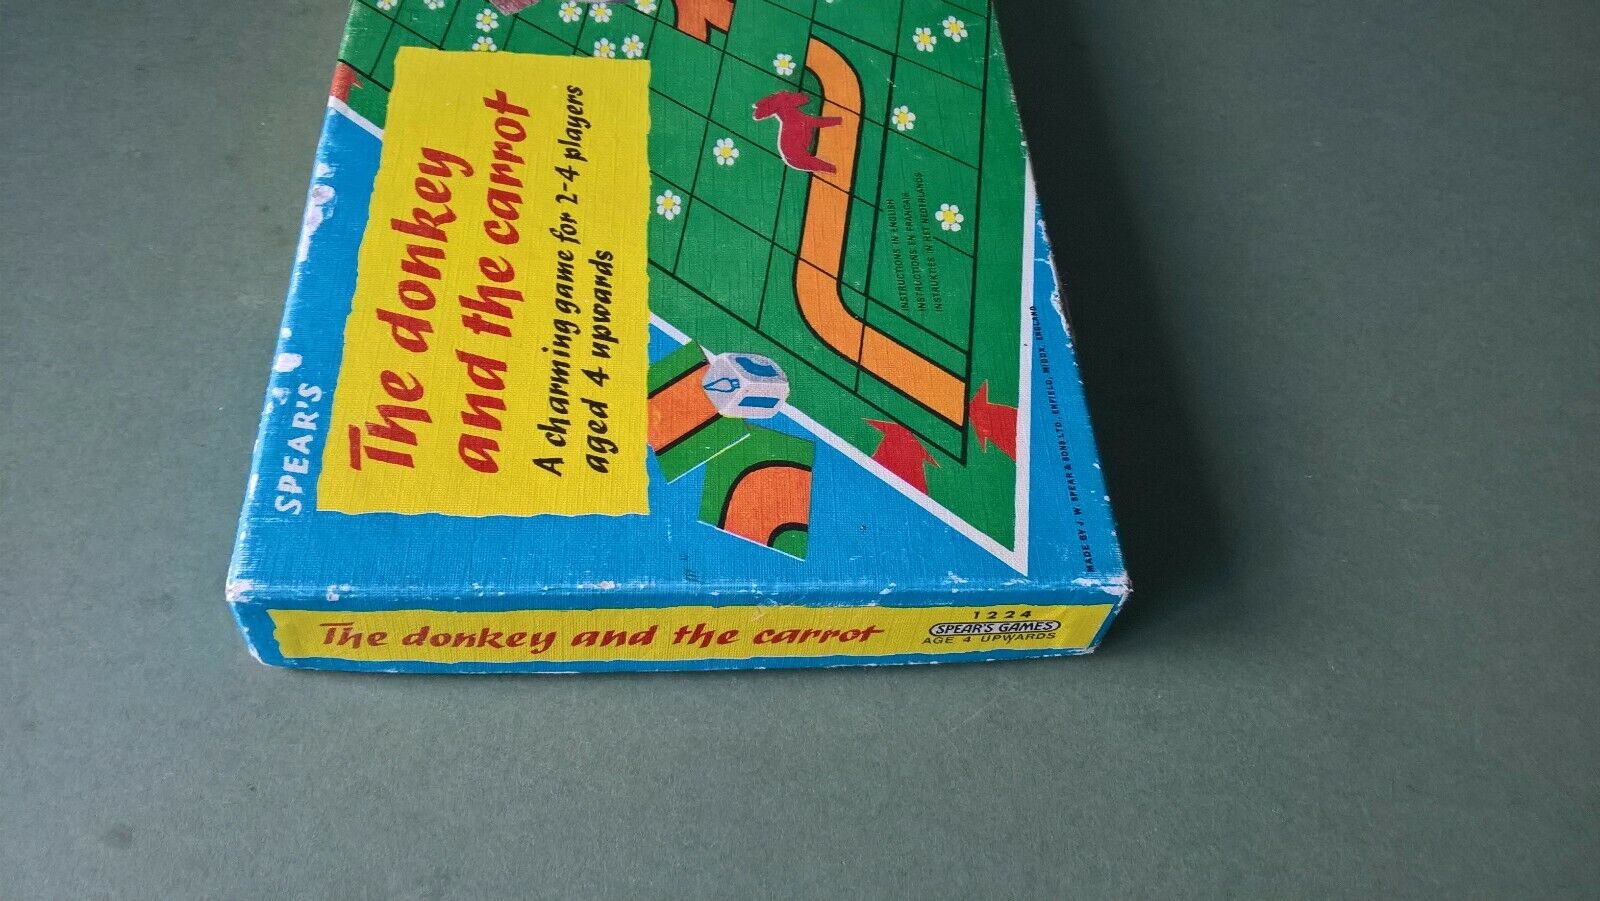 SPEAR'S
The donkey
and the carrot
A charming game for 2-4 players
aged 4 upwards
INSTRUCTIONS IN ENGLISH
INSTRUCTIONS EN FRANÇAIS
INSTRUKTIES IN HET NEDERLANDS
MADE BY J. W. SPEAR & SONS LTD., ENFIELD, MIDDX. ENGLAND
The donkey and the carrot
1224
SPEAR'S GAMES
AGE 4 UPWARDS